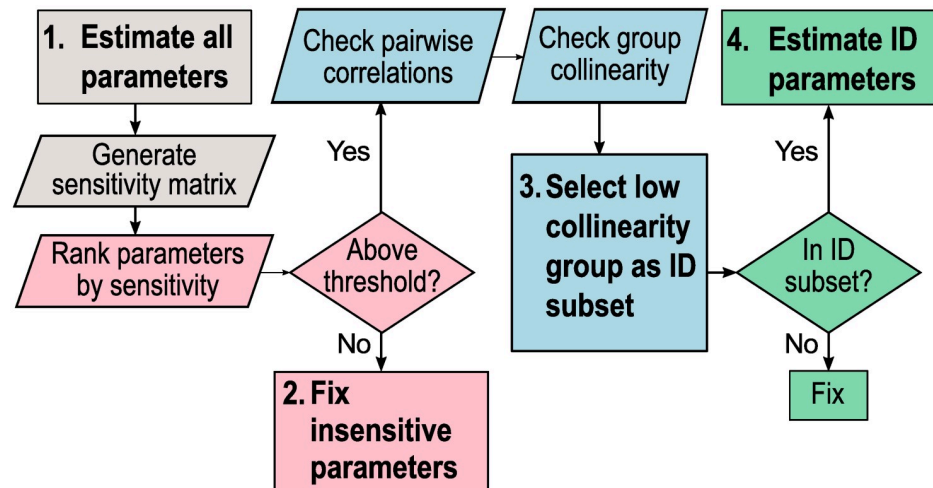 1. Estimate all
parameters
Generate
sensitivity matrix
Rank parameters
by sensitivity
Above
threshold?
Yes
No
2. Fix
insensitive
parameters
Check pairwise
correlations
Check group
collinearity
3. Select low
collinearity
group as ID
subset
In ID
subset?
Yes
No
4. Estimate ID
parameters
Fix